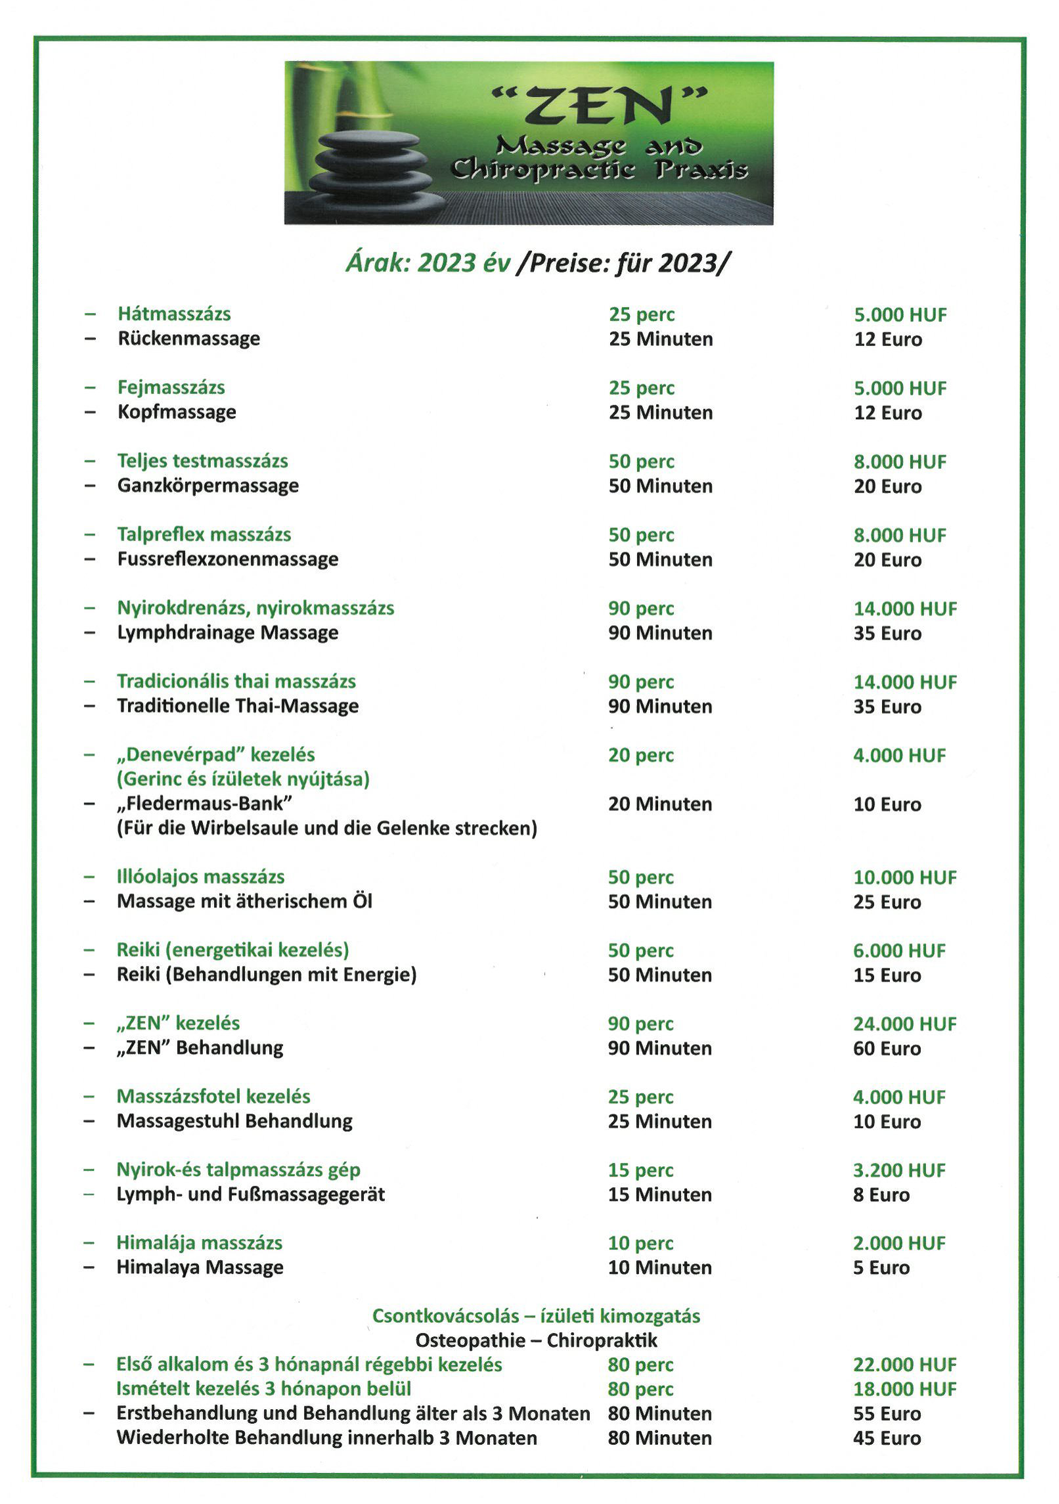 “ZEN”
Massage and
Chiropractic Praxis
Árak: 2023 év /Preise: für 2023/
– Hátmasszázs 25 perc 5.000 HUF
– Rückenmassage 25 Minuten 12 Euro
– Fejmasszázs 25 perc 5.000 HUF
– Kopfmassage 25 Minuten 12 Euro
– Teljes testmasszázs 50 perc 8.000 HUF
– Ganzkörpermassage 50 Minuten 20 Euro
– Talpreflex masszázs 50 perc 8.000 HUF
– Fussreflexzonenmassage 50 Minuten 20 Euro
– Nyirokdrenázs, nyirokmasszázs 90 perc 14.000 HUF
– Lymphdrainage Massage 90 Minuten 35 Euro
– Tradicionális thai masszázs 90 perc 14.000 HUF
– Traditionelle Thai-Massage 90 Minuten 35 Euro
– „Denevérpad” kezelés 20 perc 4.000 HUF
(Gerinc és ízületek nyújtása)
– „Fledermaus-Bank” 20 Minuten 10 Euro
(Für die Wirbelsaule und die Gelenke strecken)
– Illóolajos masszázs 50 perc 10.000 HUF
– Massage mit ätherischem Öl 50 Minuten 25 Euro
– Reiki (energetikai kezelés) 50 perc 6.000 HUF
– Reiki (Behandlungen mit Energie) 50 Minuten 15 Euro
– „ZEN” kezelés 90 perc 24.000 HUF
– „ZEN” Behandlung 90 Minuten 60 Euro
– Masszázsfotel kezelés 25 perc 4.000 HUF
– Massagestuhl Behandlung 25 Minuten 10 Euro
– Nyirok-és talpmasszázs gép 15 perc 3.200 HUF
– Lymph- und Fußmassagegerät 15 Minuten 8 Euro
– Himalája masszázs 10 perc 2.000 HUF
– Himalaya Massage 10 Minuten 5 Euro
Csontkovácsolás – ízületi kimozgatás
Osteopathie – Chiropraktik
– Első alkalom és 3 hónapnál régebbi kezelés 80 perc 22.000 HUF
Ismételt kezelés 3 hónapon belül 80 perc 18.000 HUF
– Erstbehandlung und Behandlung älter als 3 Monaten 80 Minuten 55 Euro
Wiederholte Behandlung innerhalb 3 Monaten 80 Minuten 45 Euro